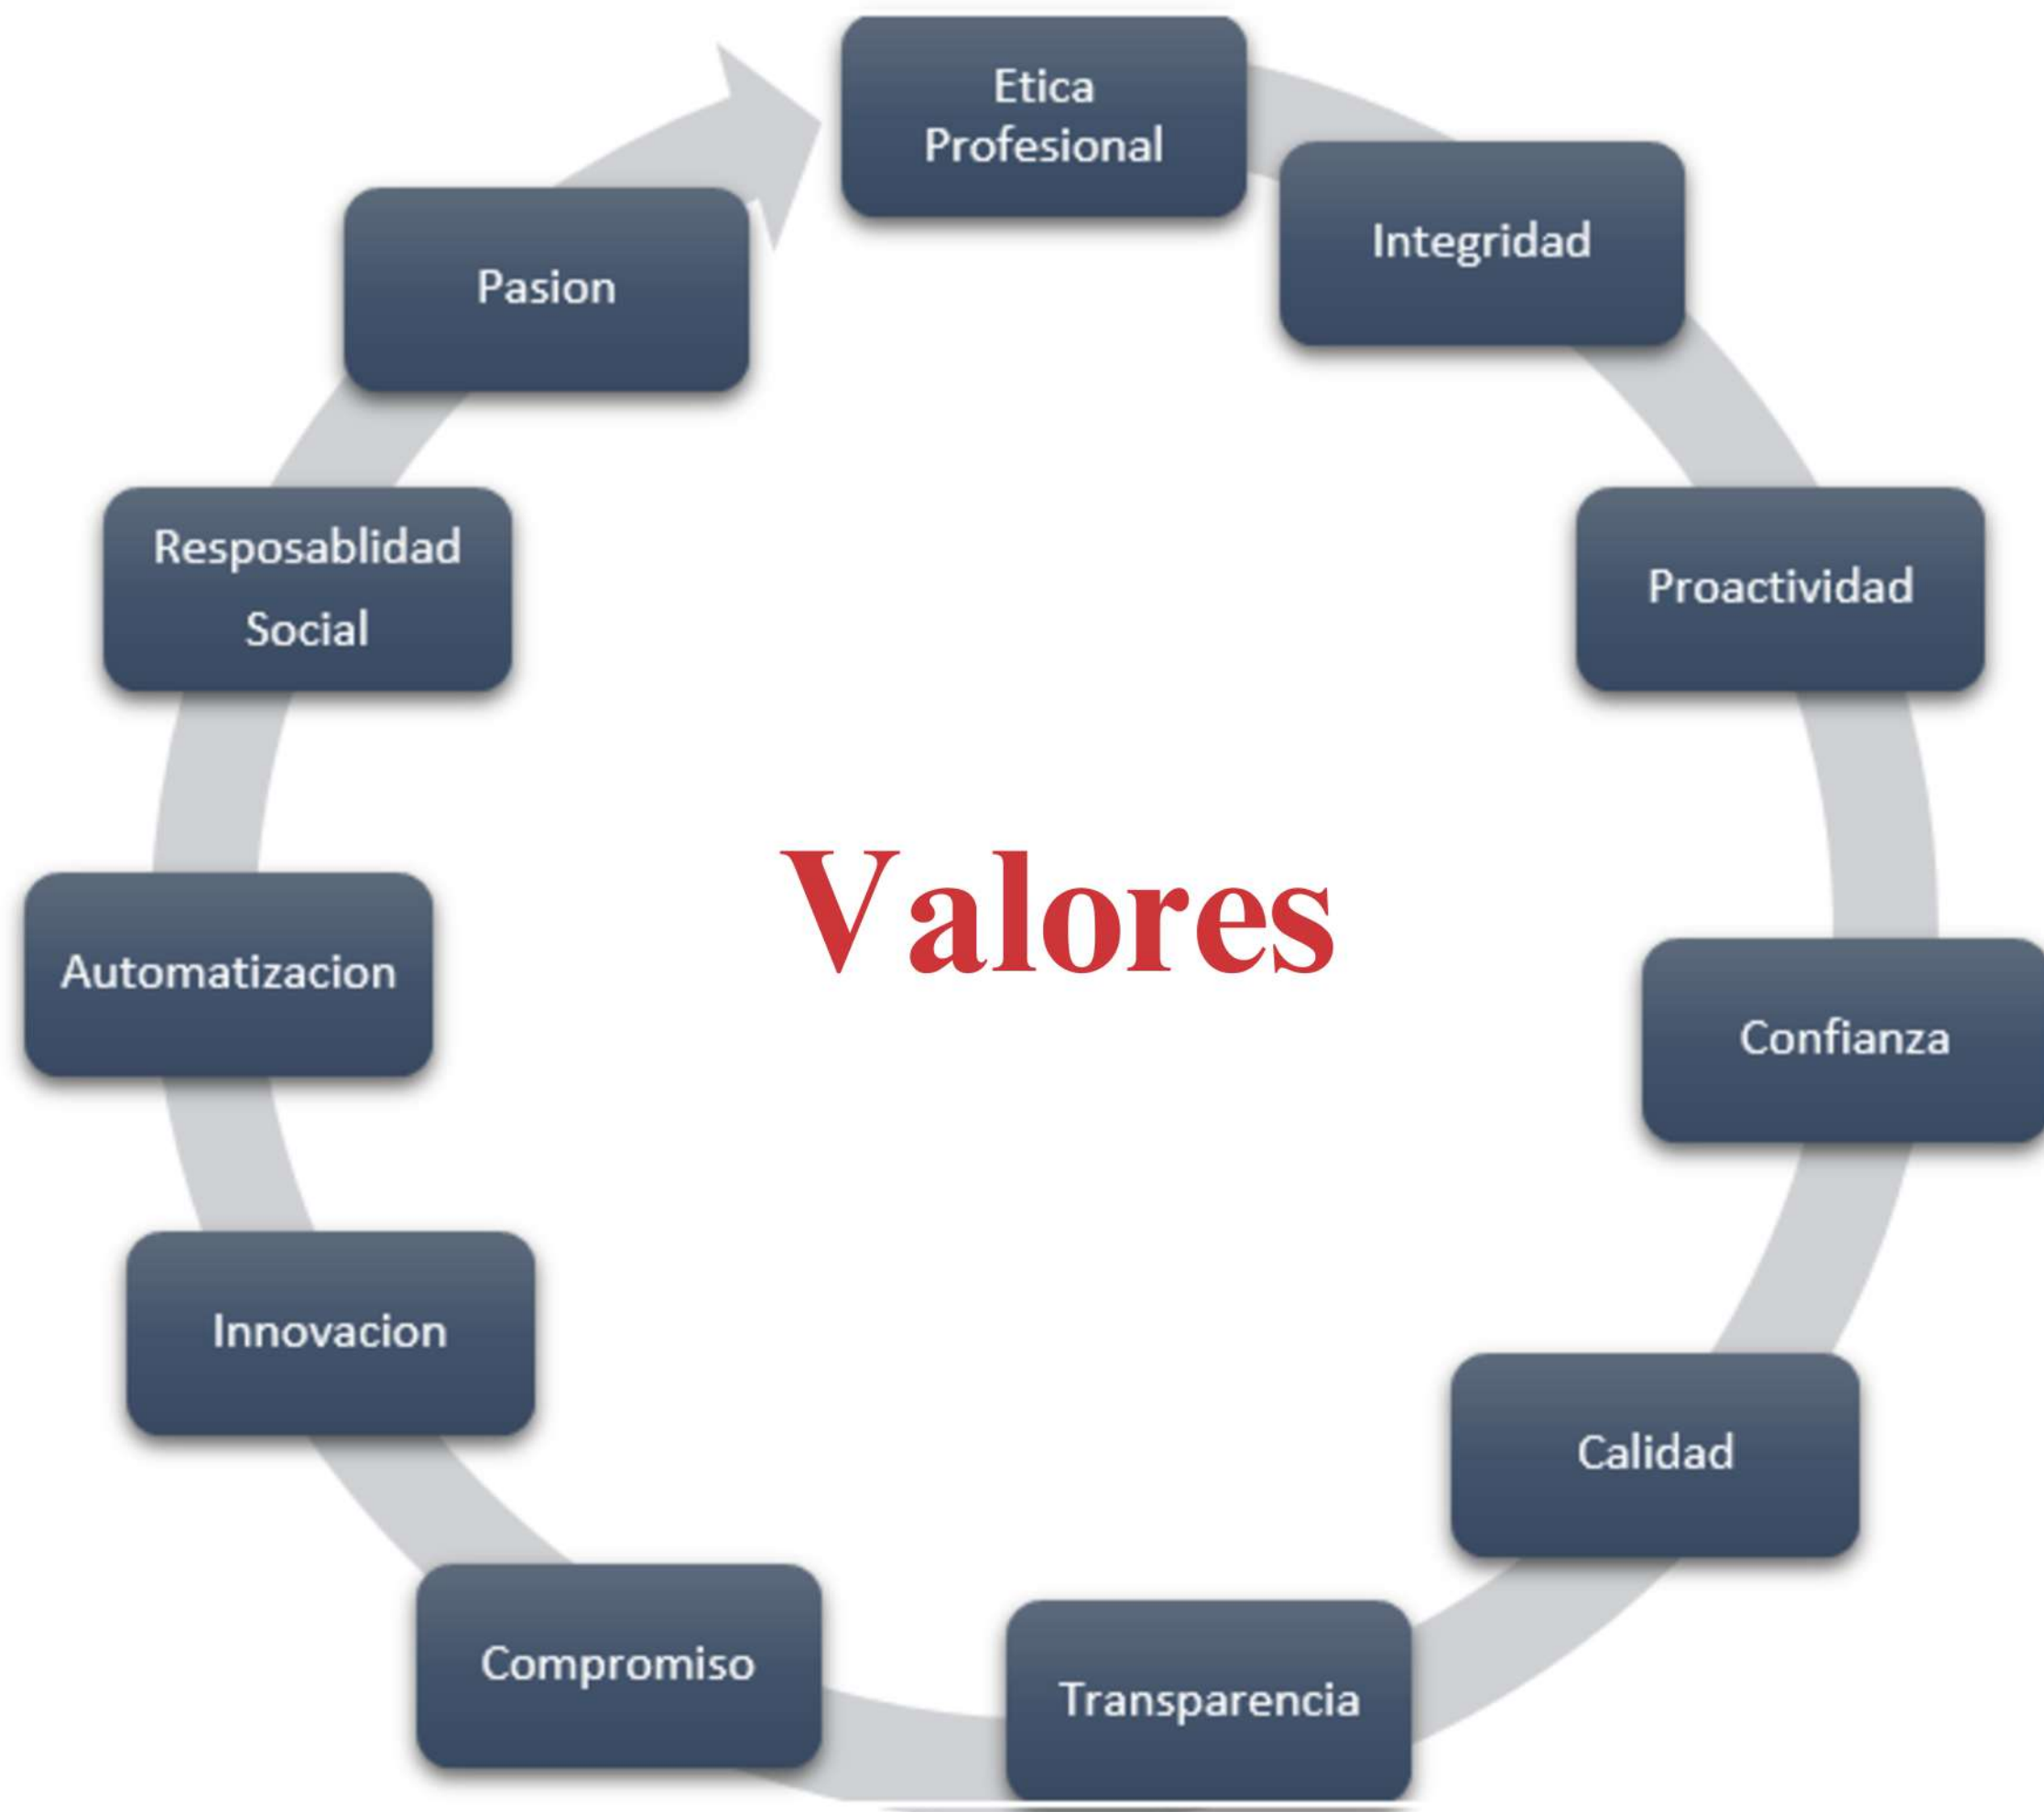 Etica
Profesional
Integridad
Proactividad
Confianza
Calidad
Transparencia
Compromiso
Innovacion
Automatizacion
Resposablidad
Social
Pasion
Valores